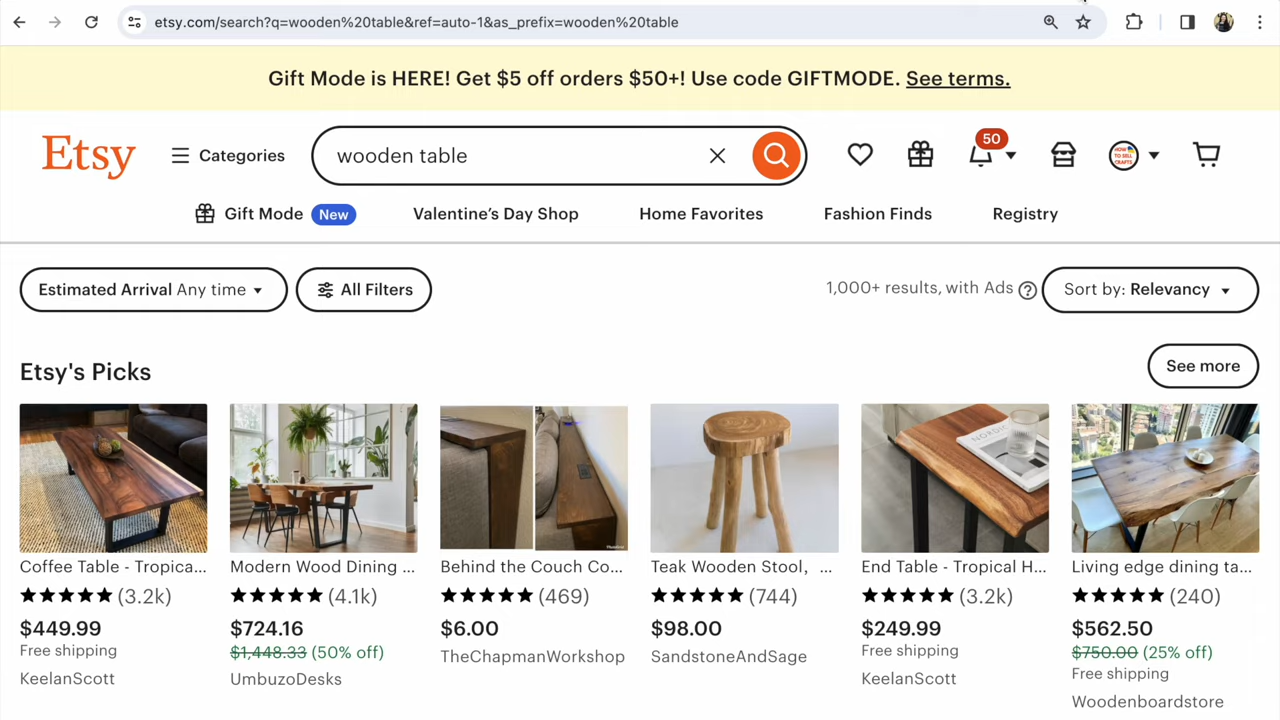 etsy.com/search?q=wooden%20table&ref=auto-1&as_prefix=wooden%20table
Gift Mode is HERE! Get $5 off orders $50+! Use code GIFTMODE. See terms.
Etsy
Categories
wooden table
50
HOW TO SELL CRAFTS
Gift Mode New
Valentine's Day Shop
Home Favorites
Fashion Finds
Registry
Estimated Arrival Any time
All Filters
1,000+ results, with Ads ?
Sort by: Relevancy
Etsy's Picks
See more
NORDIC
Coffee Table - Tropica...
(3.2k)
$449.99
Free shipping
KeelanScott
Modern Wood Dining ...
(4.1k)
$724.16
$1,448.33 (50% off)
UmbuzoDesks
Behind the Couch Co...
(469)
$6.00
TheChapmanWorkshop
Teak Wooden Stool, ...
(744)
$98.00
SandstoneAndSage
End Table - Tropical H...
(3.2k)
$249.99
Free shipping
KeelanScott
Living edge dining ta...
(240)
$562.50
$750.00 (25% off)
Free shipping
Woodenboardstore